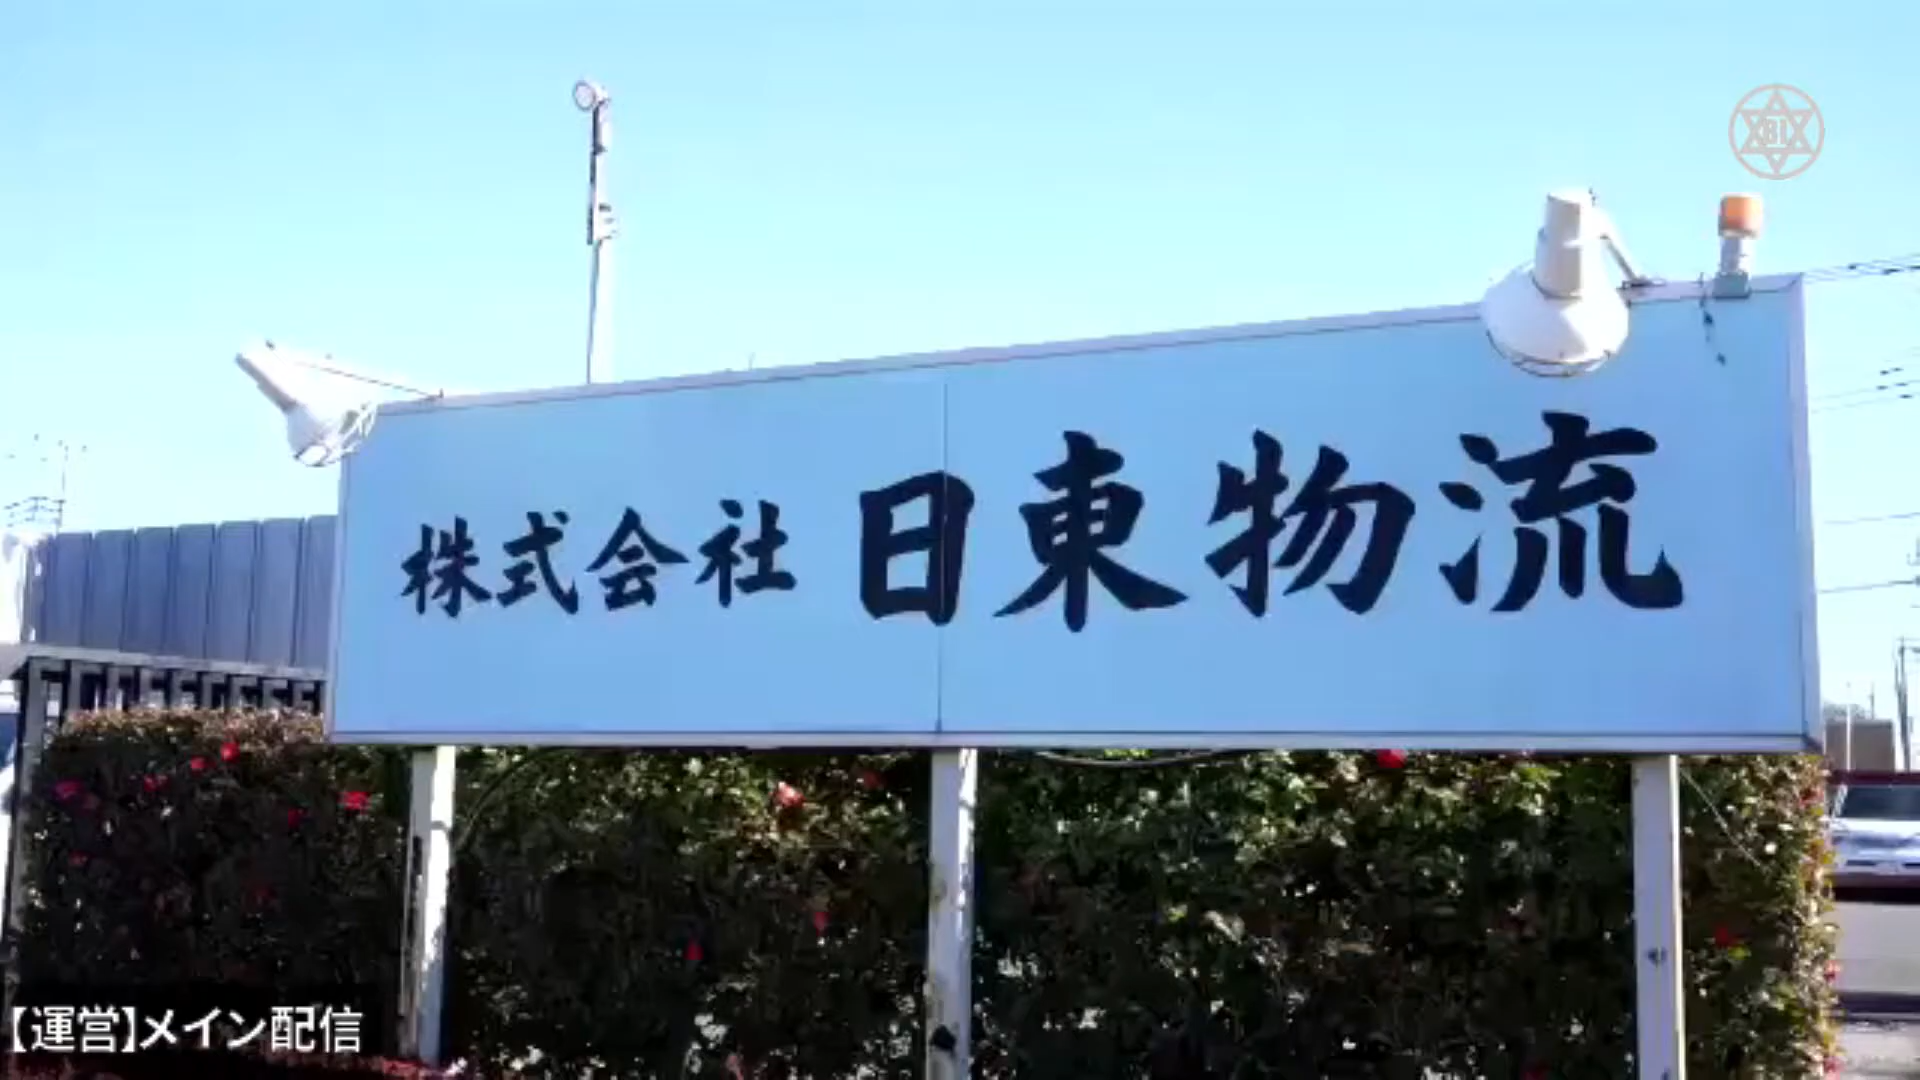 株式会社 日東物流
【運営】メイン配信